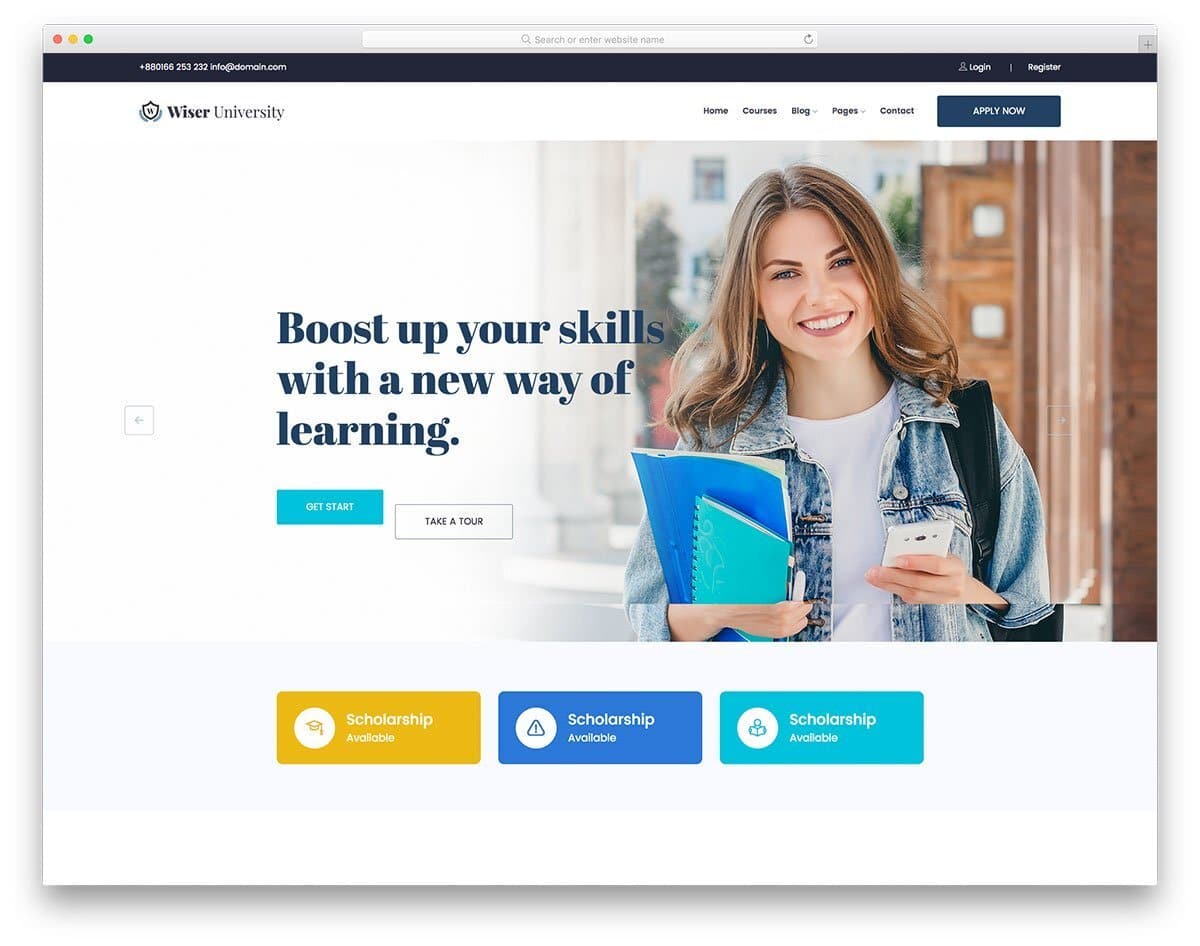 Search or enter website name
+880166 253 232 info@domain.com
Login | Register
W
Wiser University
Home Courses Blog Pages Contact APPLY NOW
Boost up your skills
with a new way of
learning.
GET START
TAKE A TOUR
Scholarship
Available
Scholarship
Available
Scholarship
Available